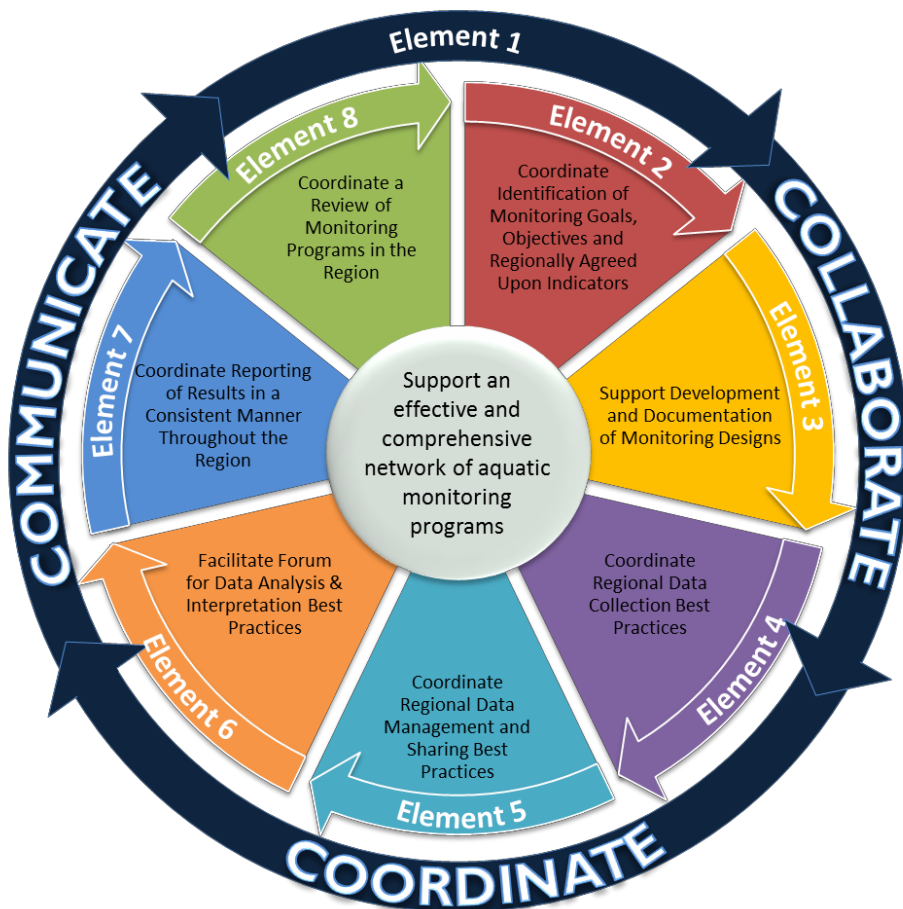 Element 1
COLLABORATE
COORDINATE
COMMUNICATE
Element 2
Coordinate
Identification of
Monitoring Goals,
Objectives and
Regionally Agreed
Upon Indicators
Element 3
Support Development
and Documentation
of Monitoring Designs
Element 4
Coordinate
Regional Data
Collection Best
Practices
Element 5
Coordinate
Regional Data
Management and
Sharing Best
Practices
Element 6
Facilitate Forum
for Data Analysis &
Interpretation Best
Practices
Element 7
Coordinate Reporting
of Results in a
Consistent Manner
Throughout the
Region
Element 8
Coordinate a
Review of
Monitoring
Programs in the
Region
Support an
effective and
comprehensive
network of aquatic
monitoring
programs